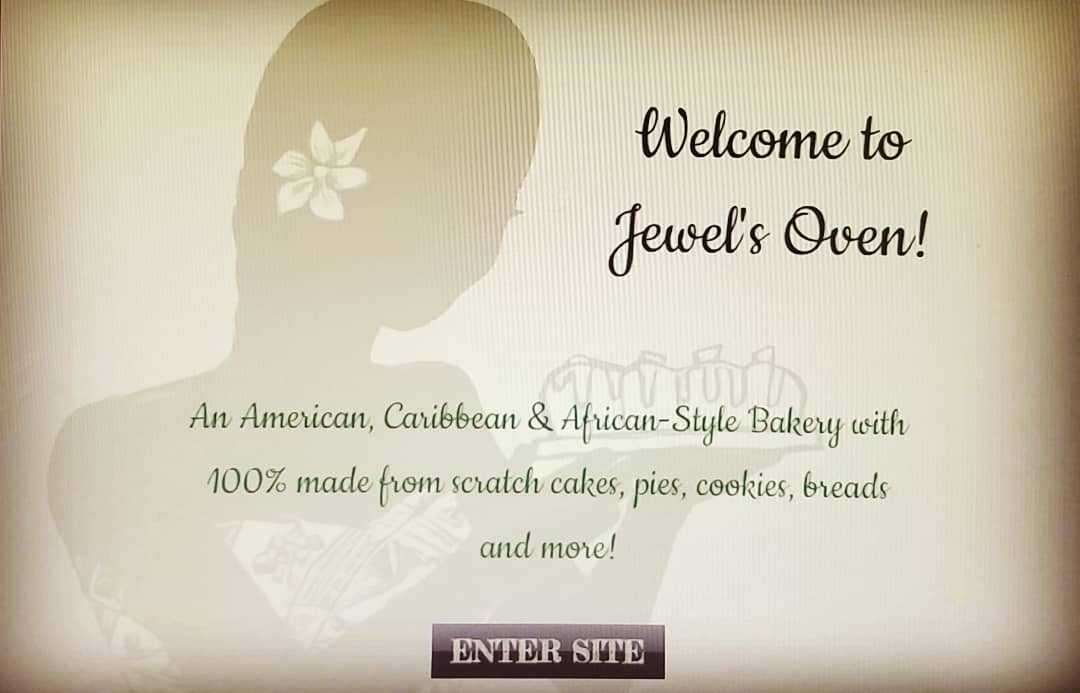 Welcome to
Jewel's Oven!
An American, Caribbean & African-Style Bakery with
100% made from scratch cakes, pies, cookies, breads
and more!
ENTER SITE